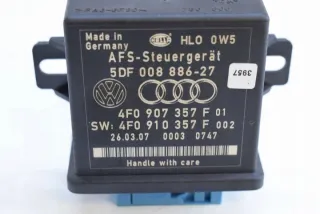 Made in
Germany
HELLA
HLO 0W5
AFS-Steuergerät
5DF 008 886-27
3957
4F0 907 357 F 01
SW: 4F0 910 357 F 002
26.03.07 0003 0747
Handle with care